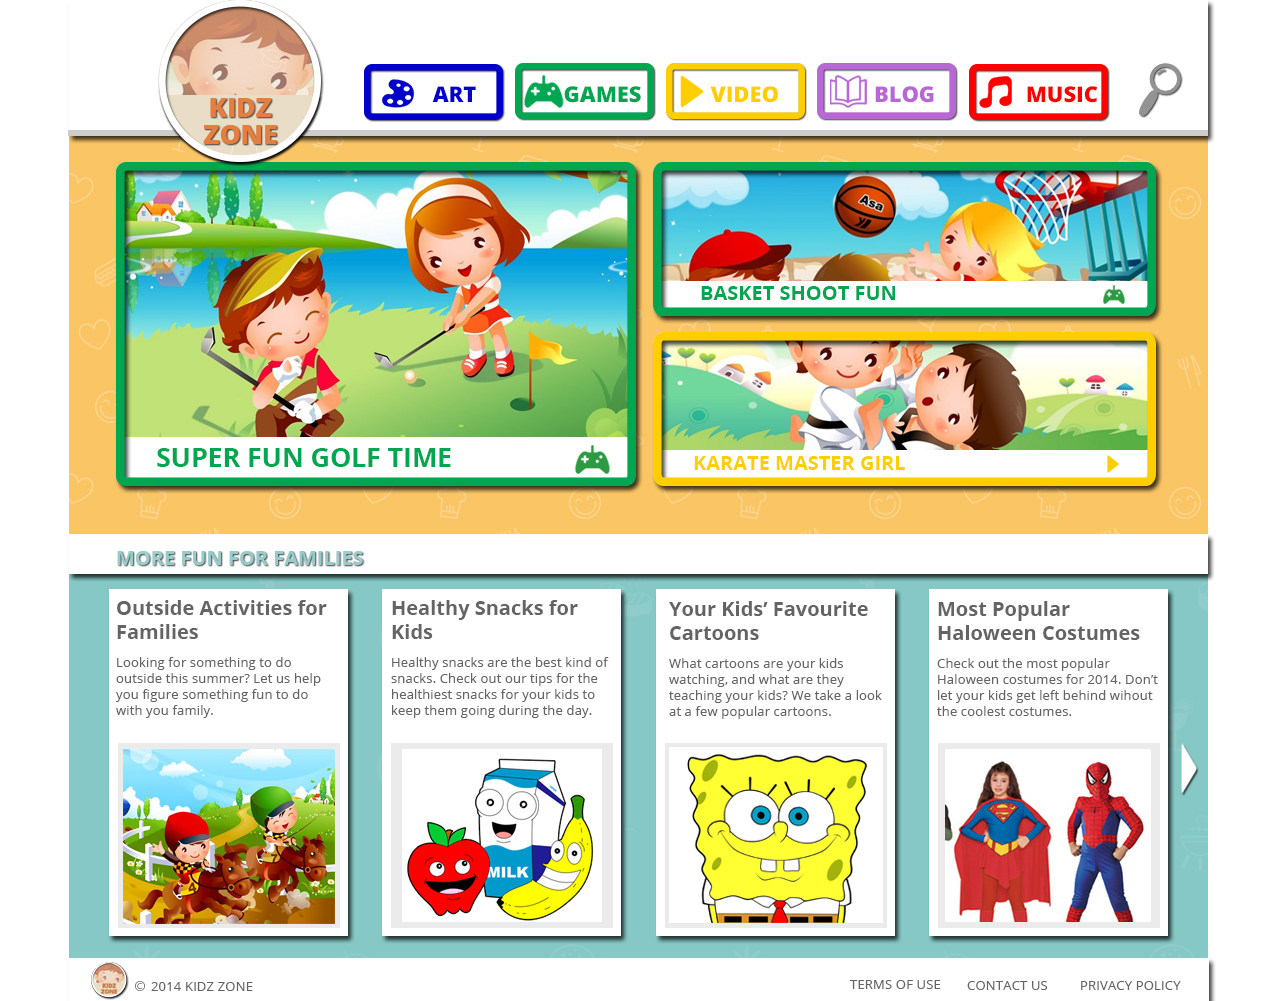 KIDZ
ZONE
ART
GAMES
VIDEO
BLOG
MUSIC
Asa
SUPER FUN GOLF TIME
BASKET SHOOT FUN
KARATE MASTER GIRL
MORE FUN FOR FAMILIES
Outside Activities for
Families
Looking for something to do
outside this summer? Let us help
you figure something fun to do
with you family.
4
Healthy Snacks for
Kids
Healthy snacks are the best kind of
snacks. Check out our tips for the
healthiest snacks for your kids to
keep them going during the day.
MILK
Your Kids’ Favourite
Cartoons
What cartoons are your kids
watching, and what are they
teaching your kids? We take a look
at a few popular cartoons.
Most Popular
Haloween Costumes
Check out the most popular
Haloween costumes for 2014. Don’t
let your kids get left behind wihout
the coolest costumes.
KIDZ
ZONE
© 2014 KIDZ ZONE
TERMS OF USE
CONTACT US
PRIVACY POLICY